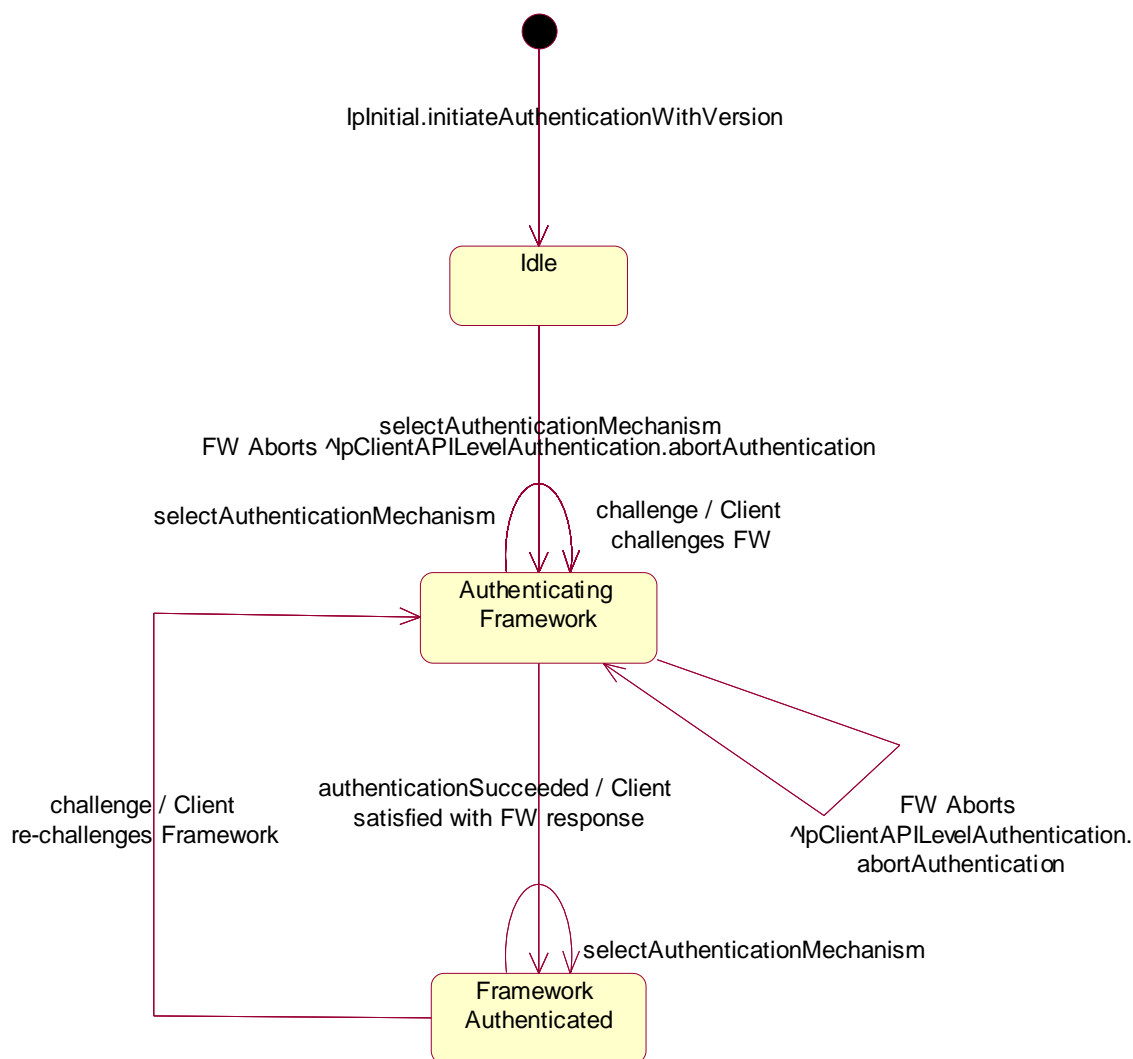 IpInitial.initiateAuthenticationWithVersion
Idle
selectAuthenticationMechanism
FW Aborts ^IpClientAPILevelAuthentication.abortAuthentication
selectAuthenticationMechanism
challenge / Client
challenges FW
Authenticating
Framework
authenticationSucceeded / Client
satisfied with FW response
challenge / Client
re-challenges Framework
FW Aborts
^IpClientAPILevelAuthentication.
abortAuthentication
selectAuthenticationMechanism
Framework
Authenticated